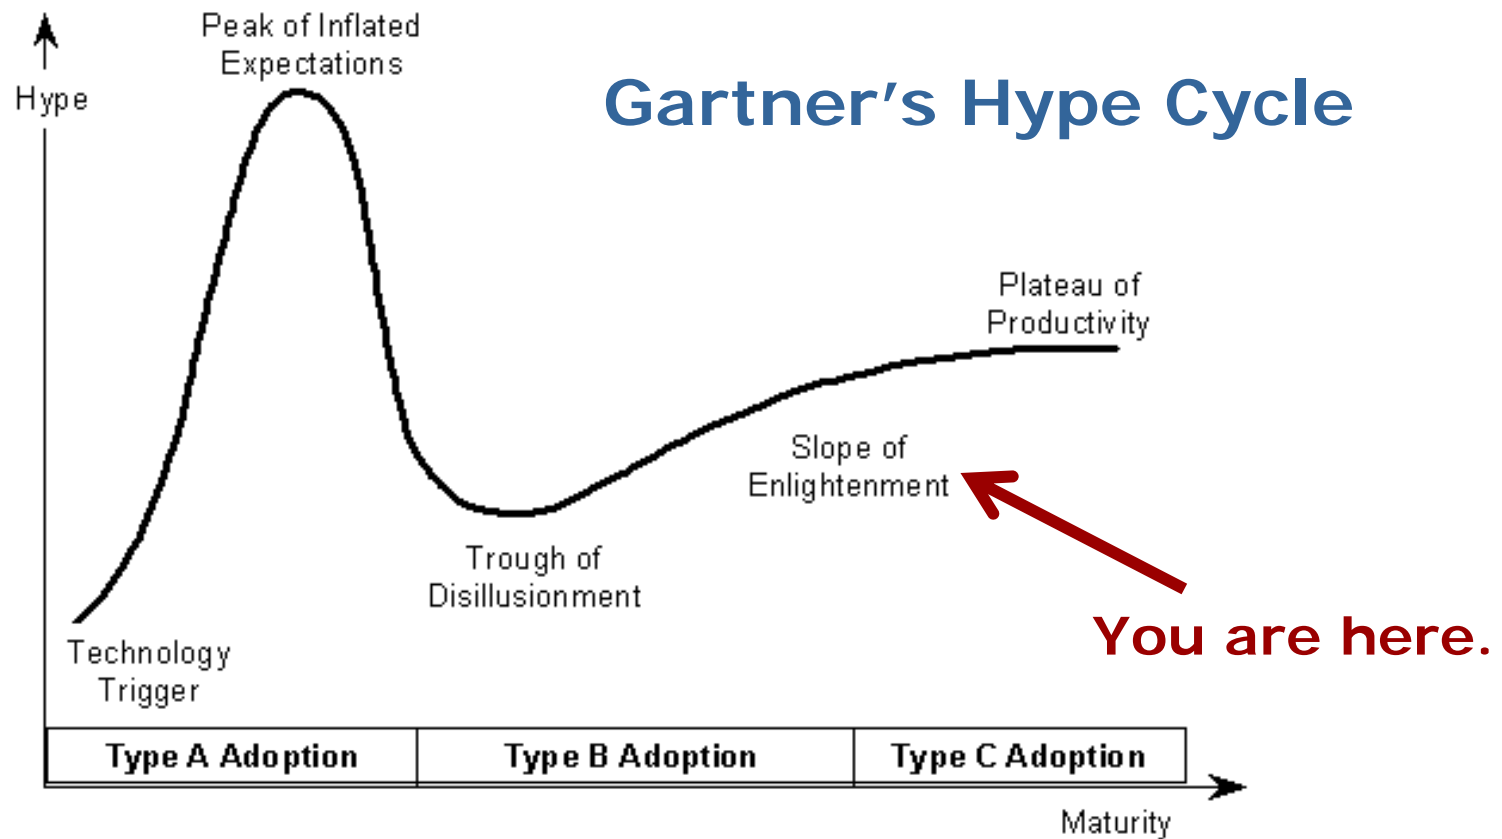 Peak of Inflated
Expectations
Gartner’s Hype Cycle
Hype
Plateau of
Productivity
Slope of
Enlightenment
Trough of
Disillusionment
You are here.
Technology
Trigger
Type A Adoption
Type B Adoption
Type C Adoption
Maturity